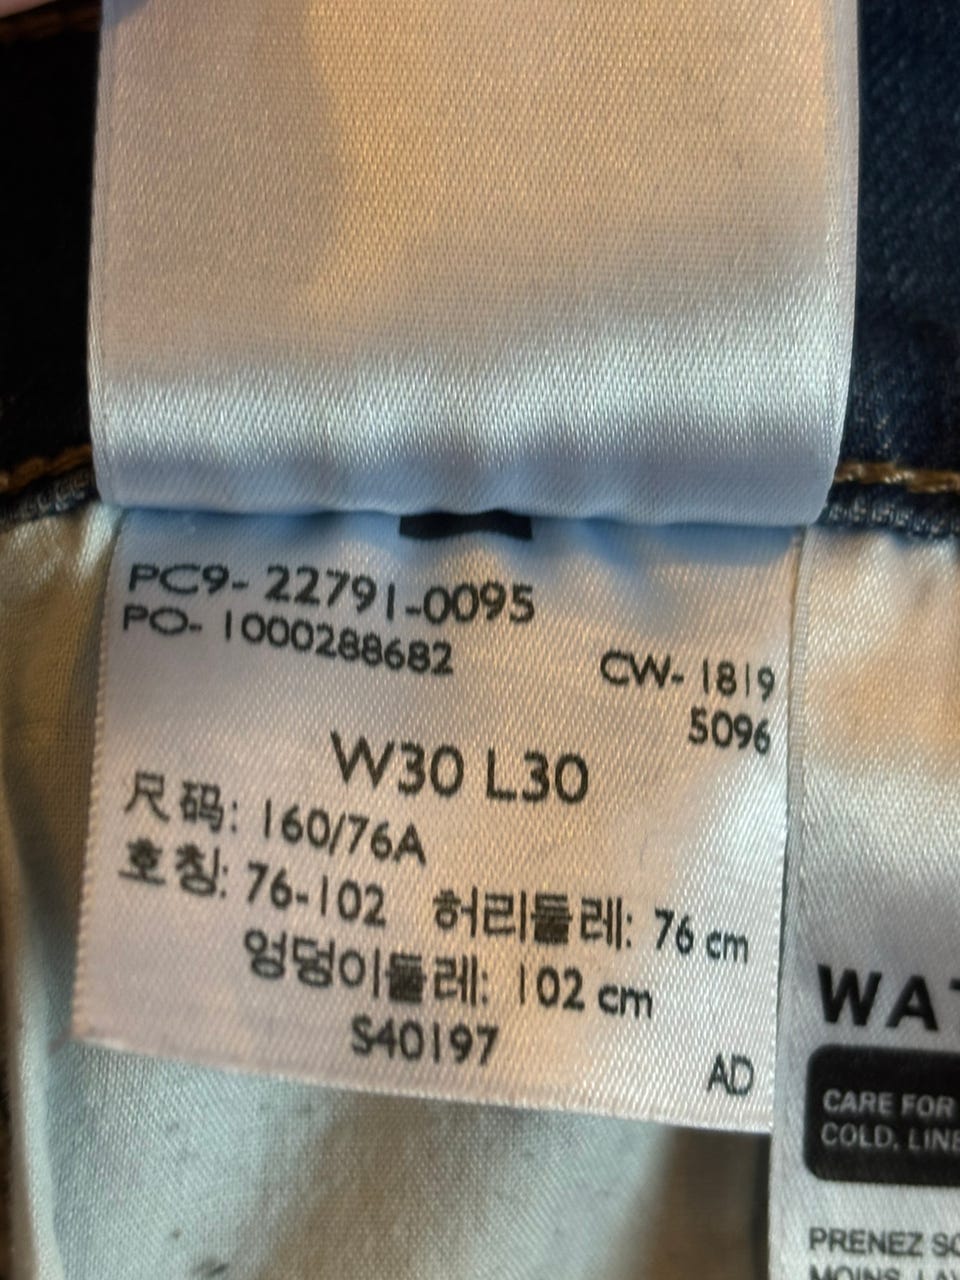 PC9- 22791-0095
PO- 1000288682
CW- 1819
5096
W30 L30
尺码: 160/76A
호칭: 76-102 허리둘레: 76 cm
엉덩이둘레: 102 cm
S40197
AD
WAT
CARE FOR
COLD, LINE
PRENEZ SO
MOINS, LAV